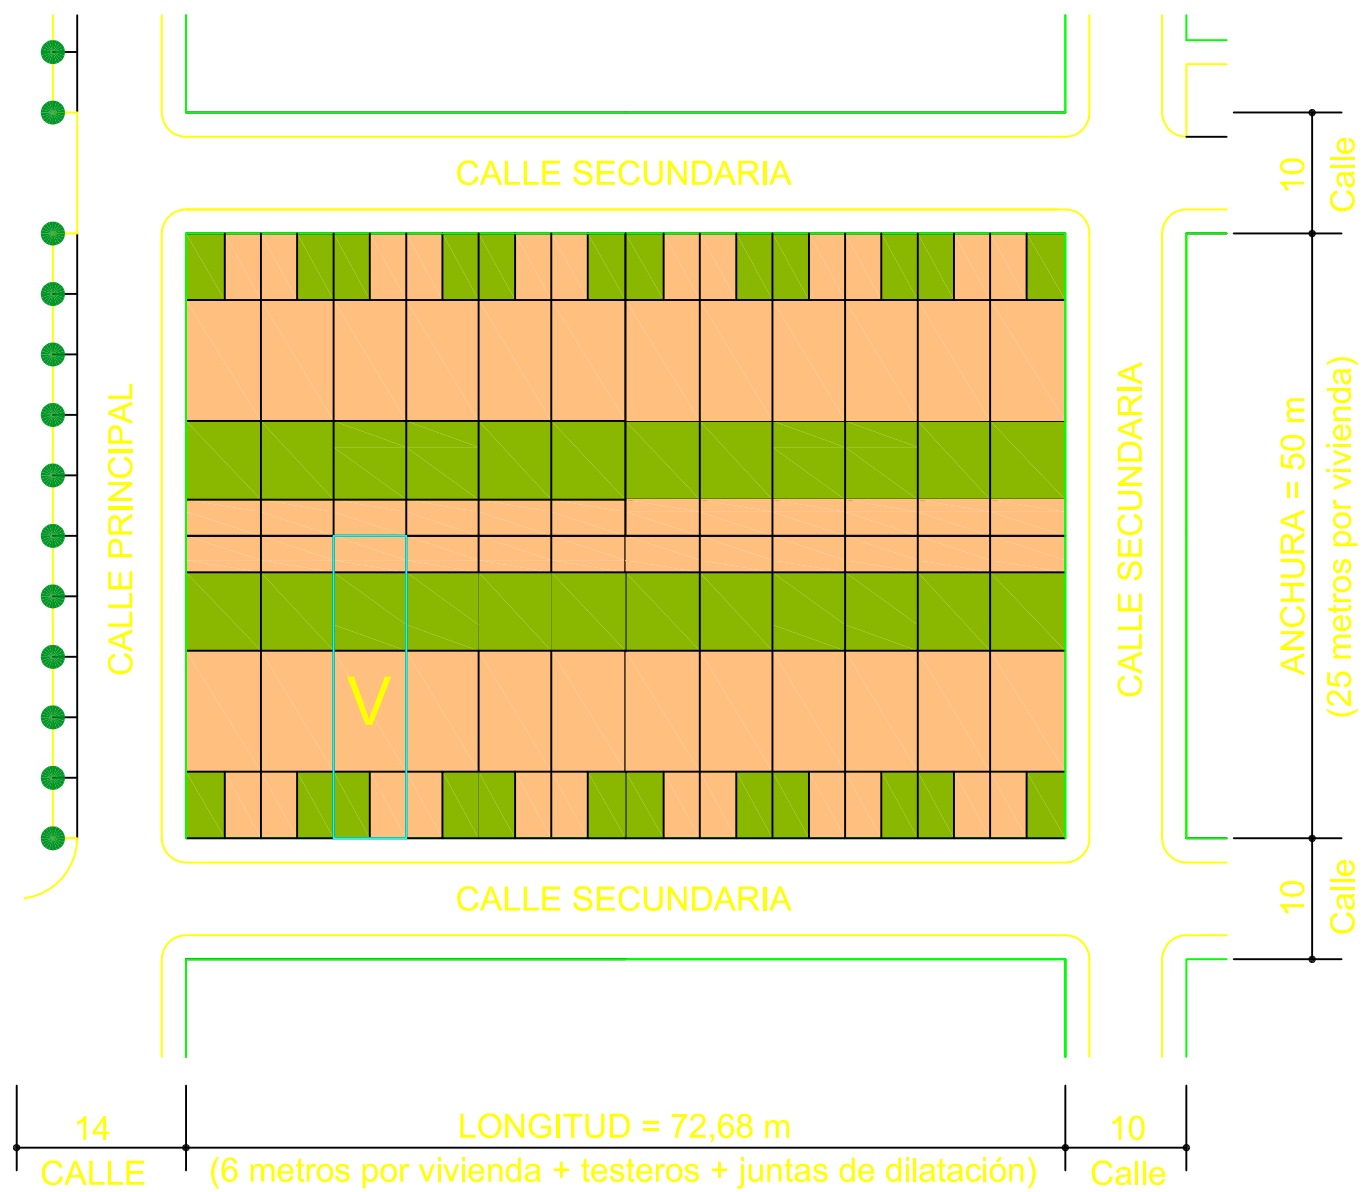 CALLE SECUNDARIA
10
Calle
CALLE PRINCIPAL
V
CALLE SECUNDARIA
ANCHURA = 50 m
(25 metros por vivienda)
CALLE SECUNDARIA
10
Calle
14
CALLE
LONGITUD = 72,68 m
(6 metros por vivienda + testeros + juntas de dilatación)
10
Calle